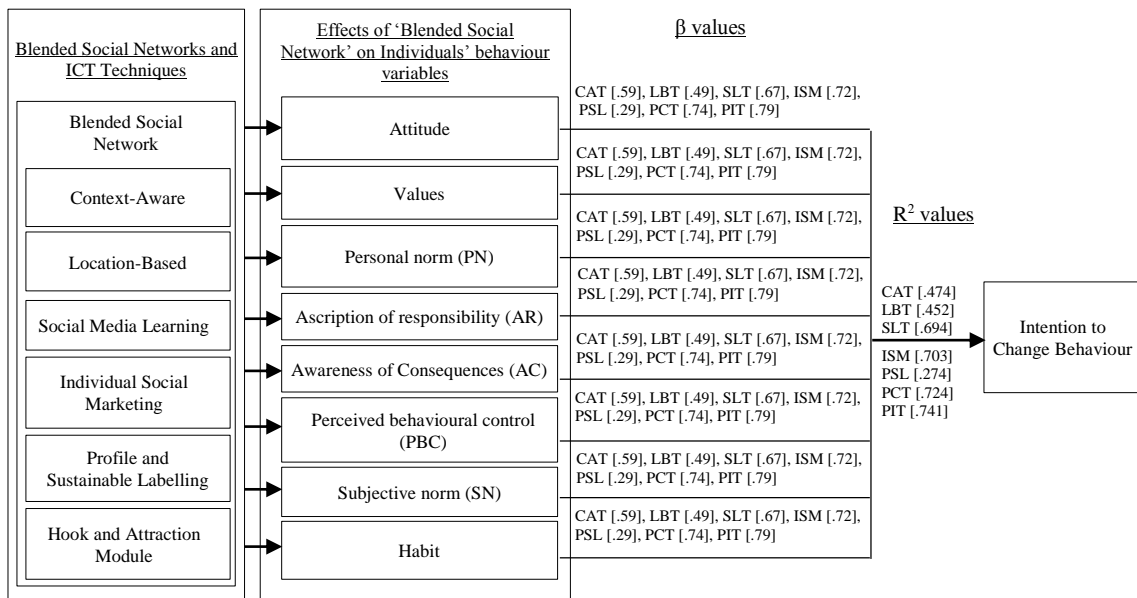 Blended Social Networks and
ICT Techniques
Blended Social
Network
Context-Aware
Location-Based
Social Media Learning
Individual Social
Marketing
Profile and
Sustainable Labelling
Hook and Attraction
Module
Effects of ‘Blended Social
Network’ on Individuals’ behaviour
variables
Attitude
Values
Personal norm (PN)
Ascription of responsibility (AR)
Awareness of Consequences (AC)
Perceived behavioural control
(PBC)
Subjective norm (SN)
Habit
β values
CAT [.59], LBT [.49], SLT [.67], ISM [.72],
PSL [.29], PCT [.74], PIT [.79]
CAT [.59], LBT [.49], SLT [.67], ISM [.72],
PSL [.29], PCT [.74], PIT [.79]
CAT [.59], LBT [.49], SLT [.67], ISM [.72],
PSL [.29], PCT [.74], PIT [.79]
CAT [.59], LBT [.49], SLT [.67], ISM [.72],
PSL [.29], PCT [.74], PIT [.79]
CAT [.59], LBT [.49], SLT [.67], ISM [.72],
PSL [.29], PCT [.74], PIT [.79]
CAT [.59], LBT [.49], SLT [.67], ISM [.72],
PSL [.29], PCT [.74], PIT [.79]
CAT [.59], LBT [.49], SLT [.67], ISM [.72],
PSL [.29], PCT [.74], PIT [.79]
CAT [.59], LBT [.49], SLT [.67], ISM [.72],
PSL [.29], PCT [.74], PIT [.79]
R² values
CAT [.474]
LBT [.452]
SLT [.694]
ISM [.703]
PSL [.274]
PCT [.724]
PIT [.741]
Intention to
Change Behaviour